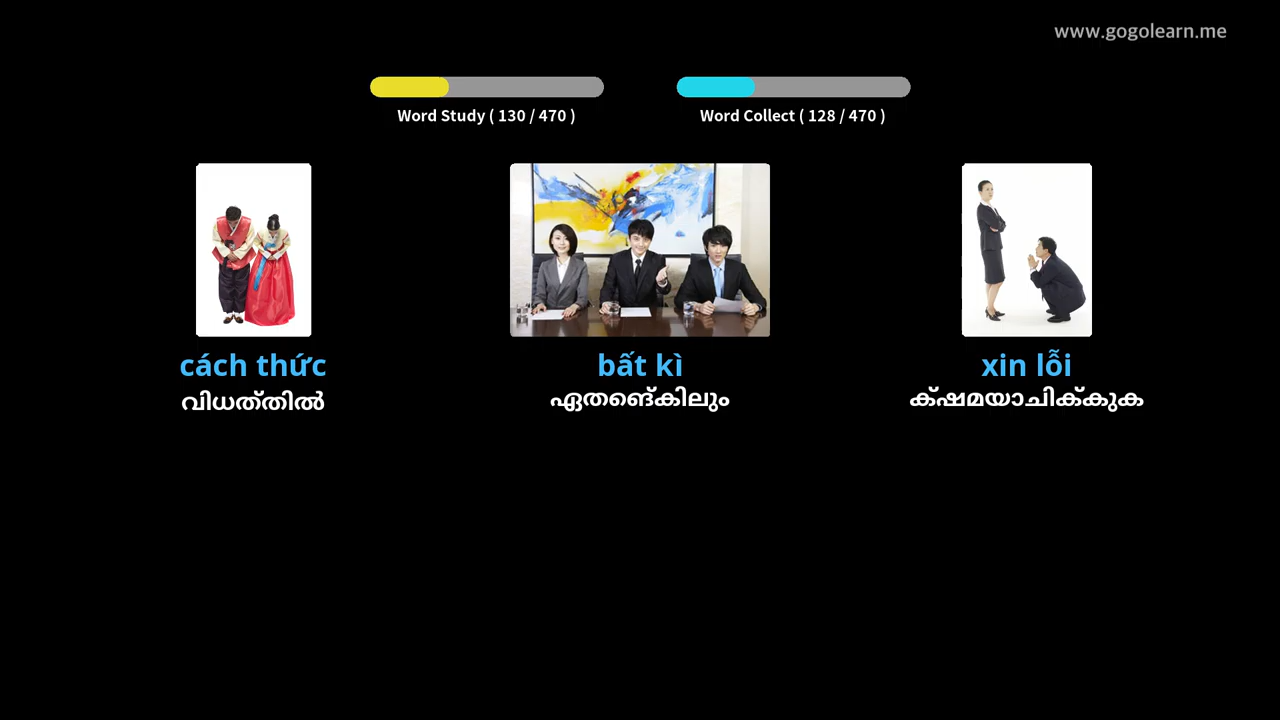 www.gogolearn.me
Word Study ( 130 / 470 )
Word Collect ( 128 / 470 )
cách thức
വിധത്തിൽ
bất kì
ഏതങ്കെിലും
xin lỗi
ക്ഷമയാചിക്കുക